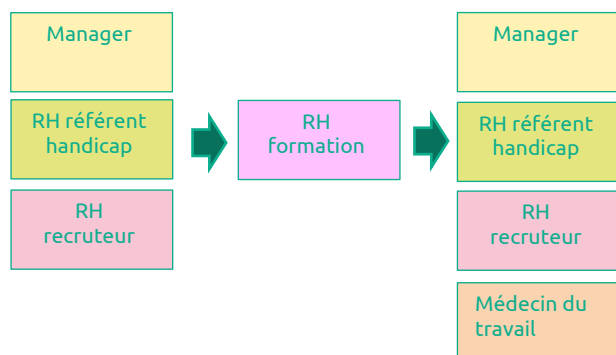 Manager
RH référent
handicap
RH
recruteur
RH
formation
Manager
RH référent
handicap
RH
recruteur
Médecin du
travail